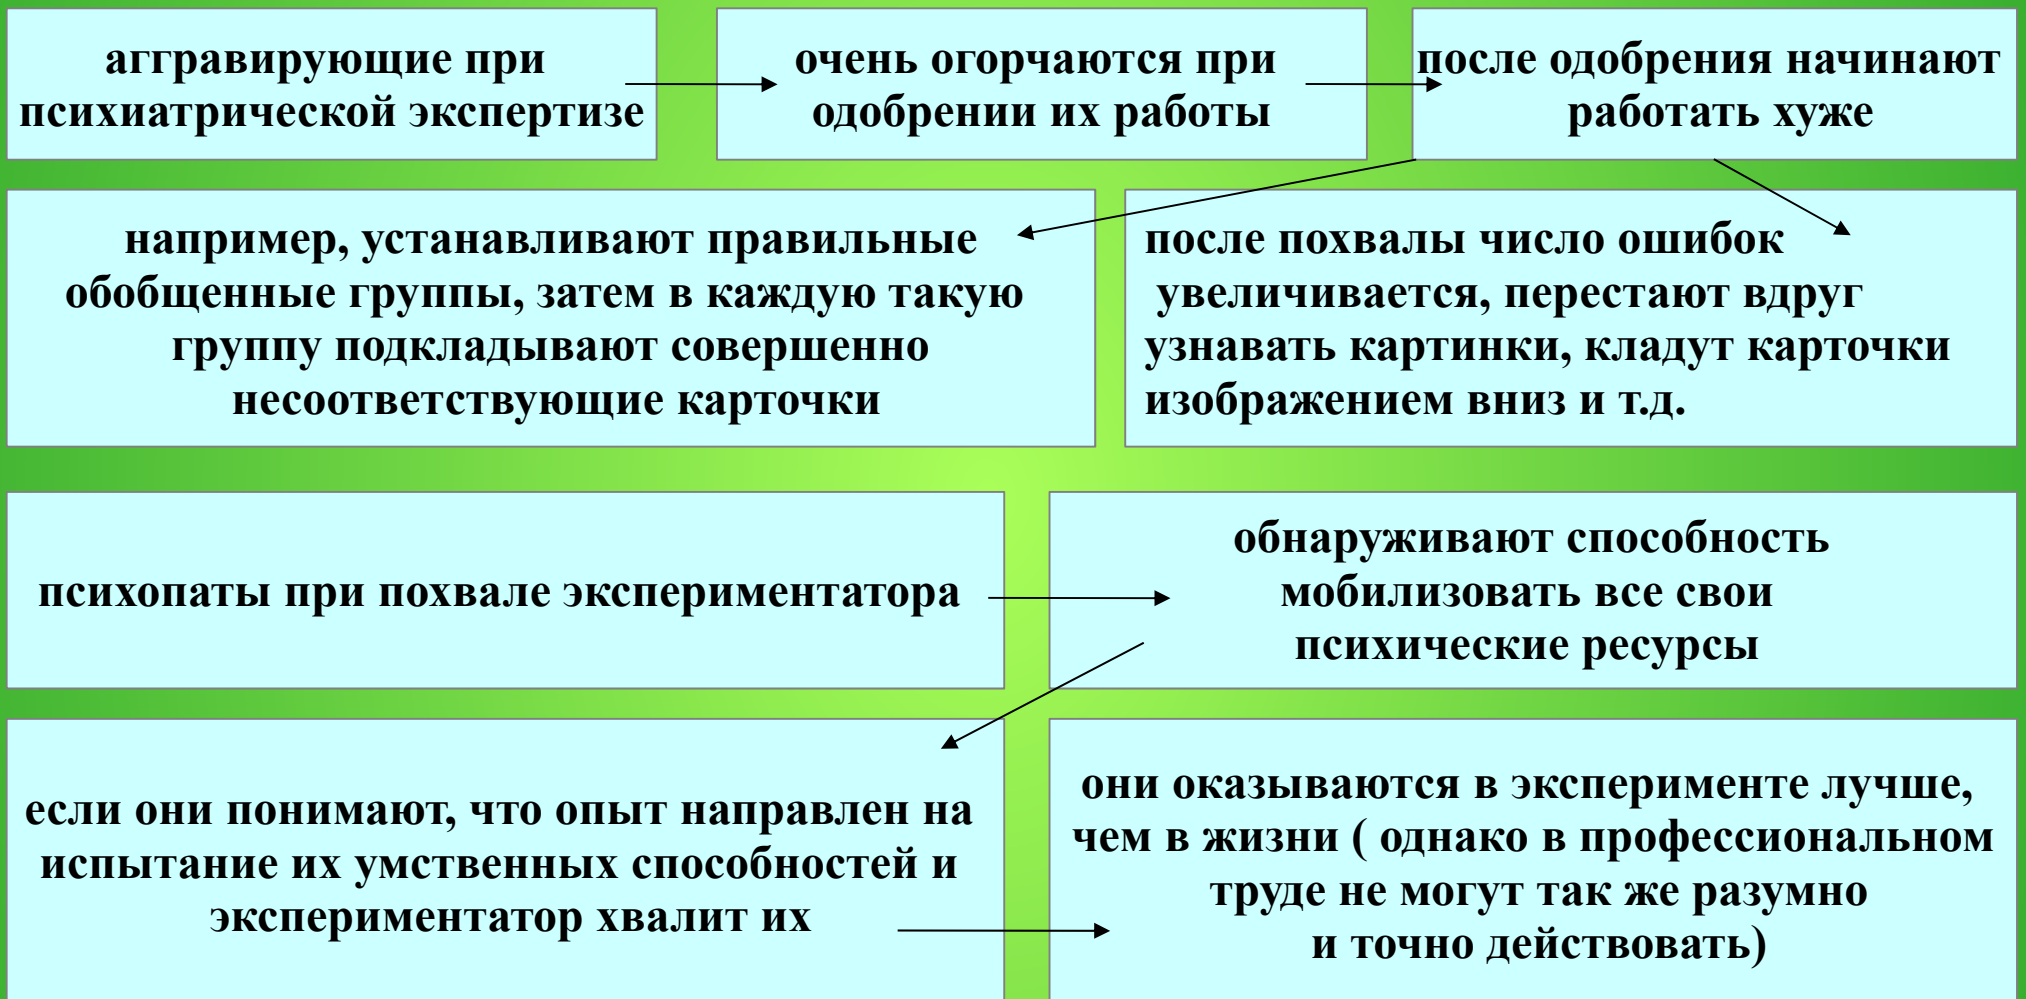 аггравирующие при
психиатрической экспертизе
очень огорчаются при
одобрении их работы
после одобрения начинают
работать хуже
например, устанавливают правильные
обобщенные группы, затем в каждую такую
группу подкладывают совершенно
несоответствующие карточки
после похвалы число ошибок
увеличивается, перестают вдруг
узнавать картинки, кладут карточки
изображением вниз и т.д.
психопаты при похвале экспериментатора
обнаруживают способность
мобилизовать все свои
психические ресурсы
если они понимают, что опыт направлен на
испытание их умственных способностей и
экспериментатор хвалит их
они оказываются в эксперименте лучше,
чем в жизни ( однако в профессиональном
труде не могут так же разумно
и точно действовать)